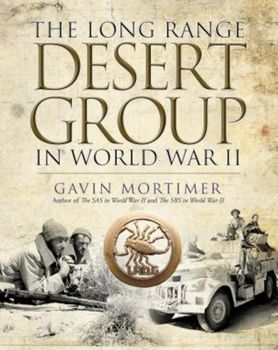 THE LONG RANGE
DESERT
GROUP
IN WORLD WAR II
GAVIN MORTIMER
Author of The SAS in World War II and The SBS in World War II
L.R.D.G.